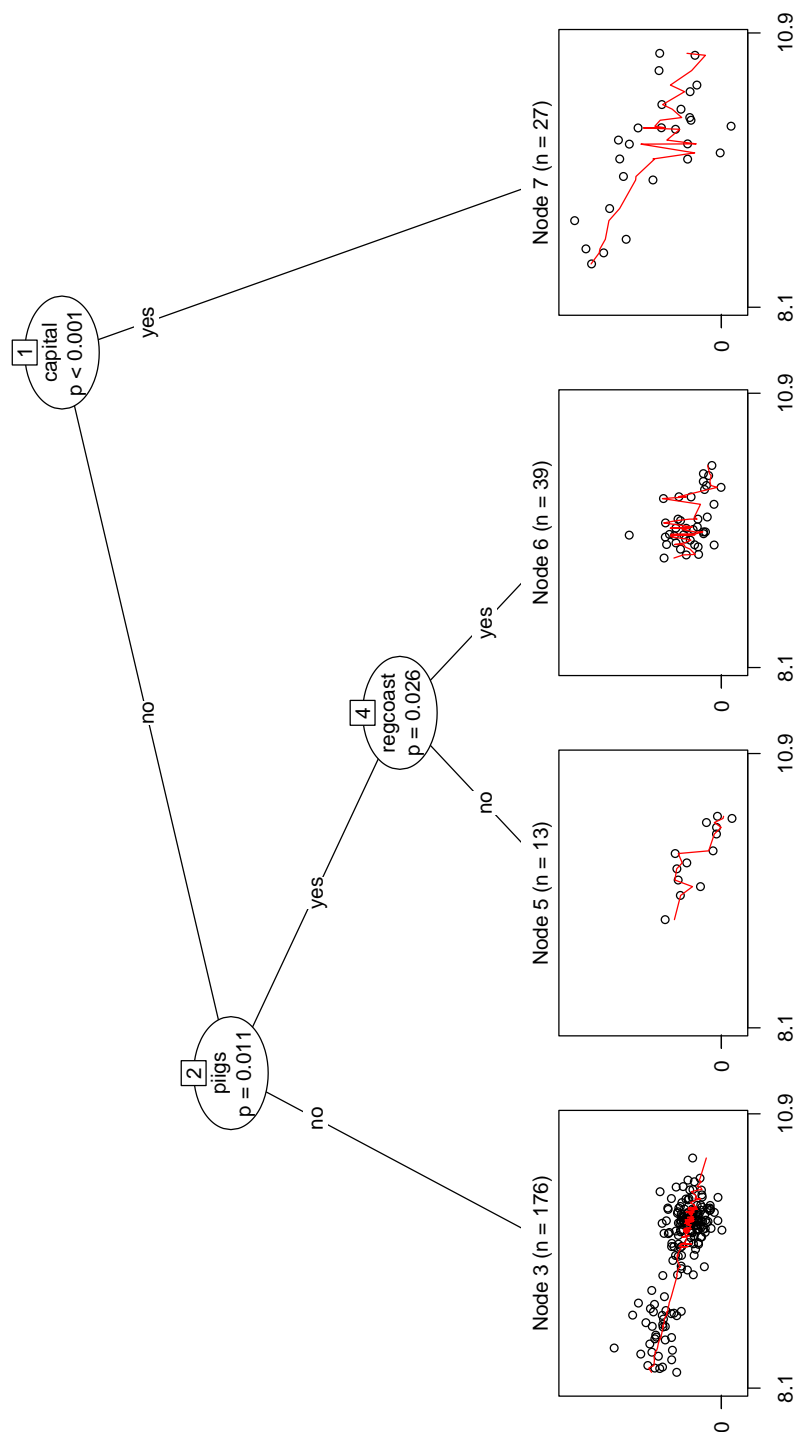 1
capital
p < 0.001
no
yes
2
piigs
p = 0.011
no
yes
4
regcoast
p = 0.026
no
yes
Node 3 (n = 176)
0
8.1
10.9
Node 5 (n = 13)
0
8.1
10.9
Node 6 (n = 39)
0
8.1
10.9
Node 7 (n = 27)
0
8.1
10.9